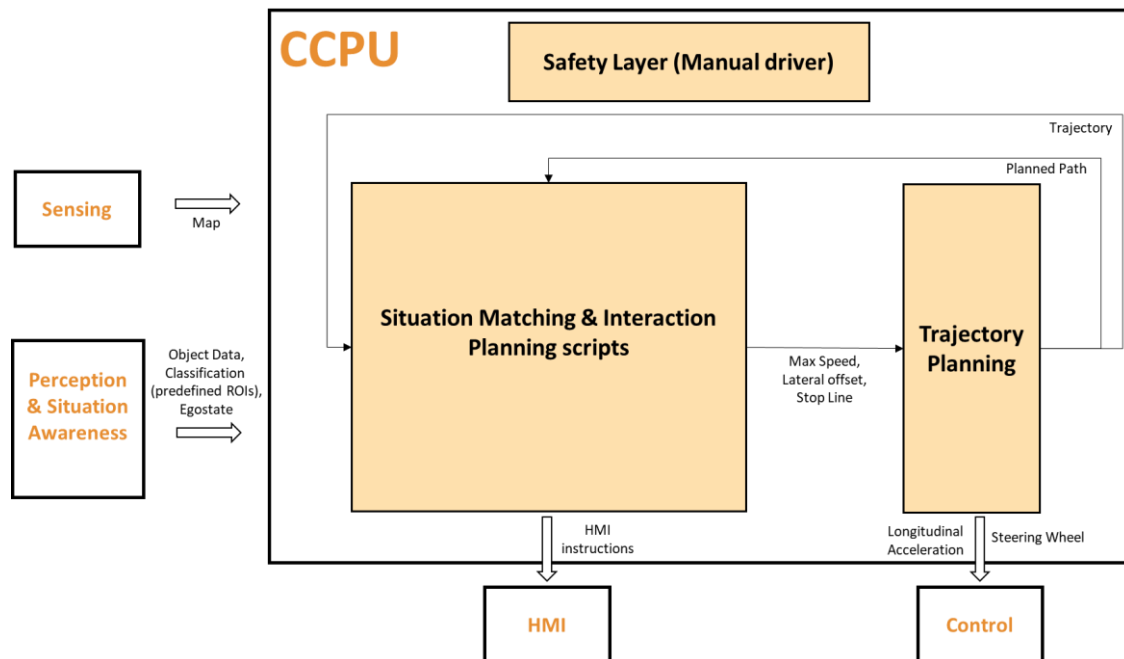 CCPU
Safety Layer (Manual driver)
Trajectory
Planned Path
Sensing
Map
Situation Matching & Interaction
Planning scripts
Trajectory
Planning
Max Speed,
Lateral offset,
Stop Line
Perception
& Situation
Awareness
Object Data,
Classification
(predefined ROIs),
Egostate
HMI
instructions
Longitudinal
Acceleration
Steering Wheel
HMI
Control